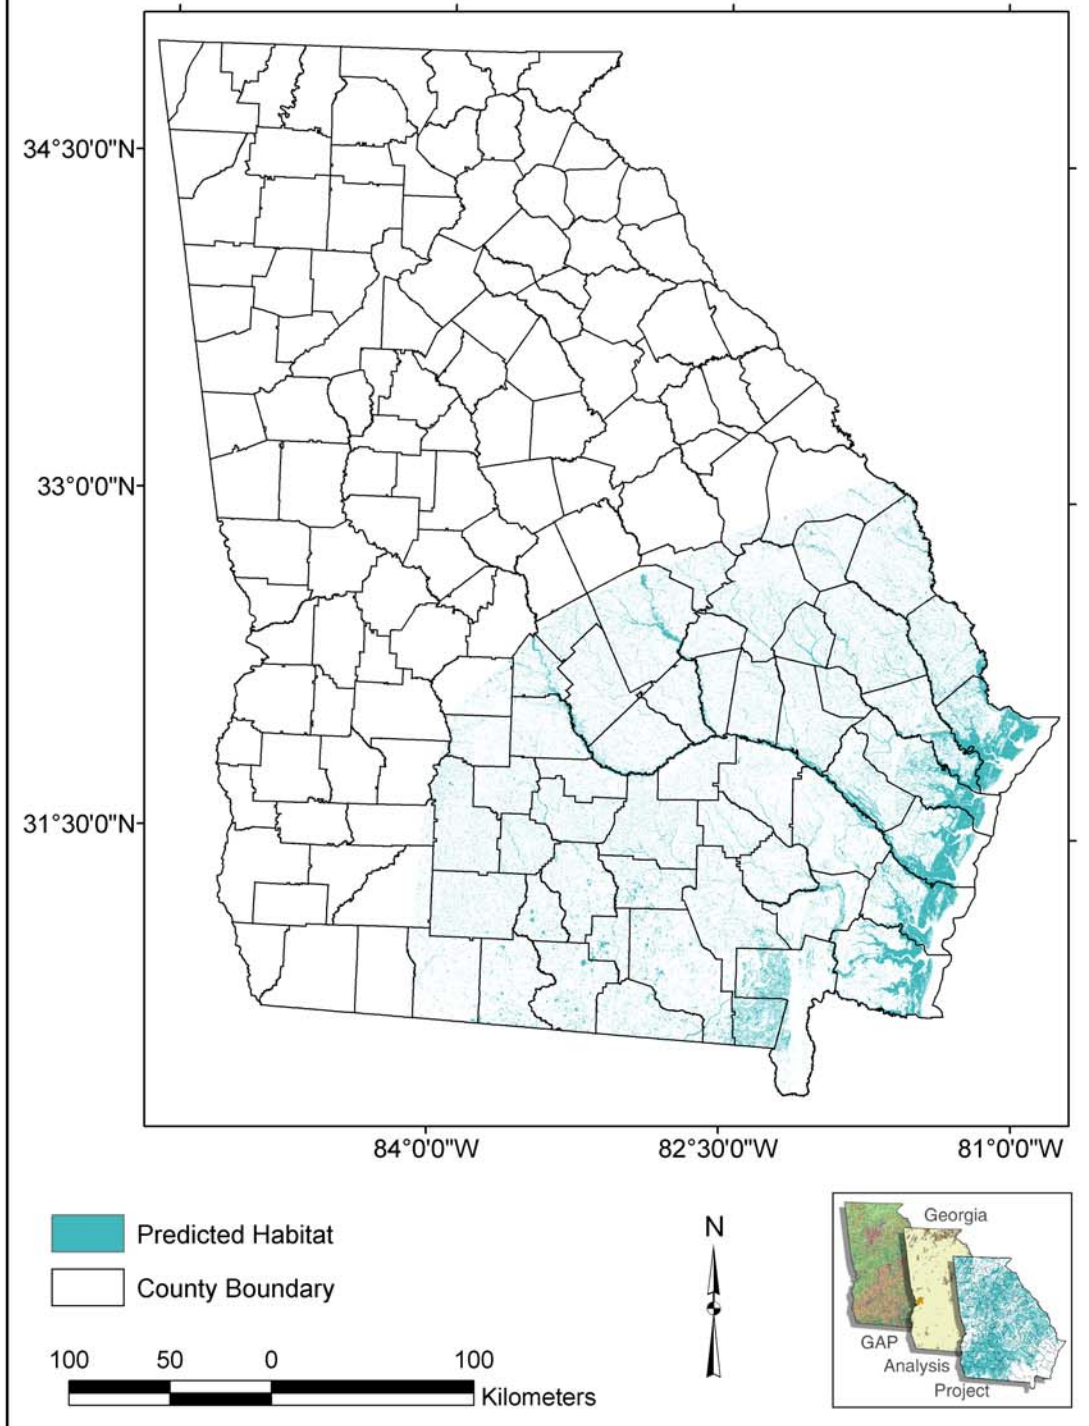 34°30'0"N
33°0'0"N
31°30'0"N
84°0'0"W 82°30'0"W 81°0'0"W
Predicted Habitat
County Boundary
100 50 0 100
Kilometers
N
Georgia
GAP
Analysis
Project